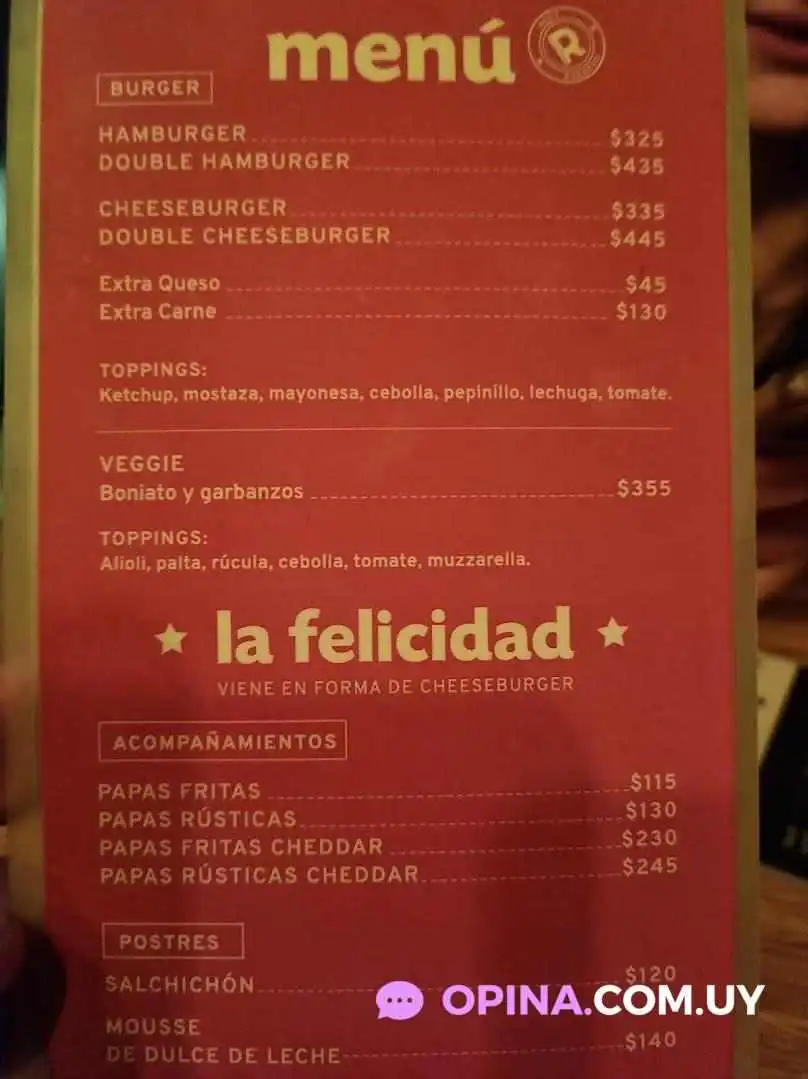 menú R
BURGER
HAMBURGER $325
DOUBLE HAMBURGER $435
CHEESEBURGER $335
DOUBLE CHEESEBURGER $445
Extra Queso $45
Extra Carne $130
TOPPINGS:
Ketchup, mostaza, mayonesa, cebolla, pepinillo, lechuga, tomate.
VEGGIE
Boniato y garbanzos $355
TOPPINGS:
Alioli, palta, rúcula, cebolla, tomate, muzzarella.
★ la felicidad ★
VIENE EN FORMA DE CHEESEBURGER
ACOMPAÑAMIENTOS
PAPAS FRITAS $115
PAPAS RÚSTICAS $130
PAPAS FRITAS CHEDDAR $230
PAPAS RÚSTICAS CHEDDAR $245
POSTRES
SALCHICHÓN $120
OPINA.COM.UY
MOUSSE
DE DULCE DE LECHE $140